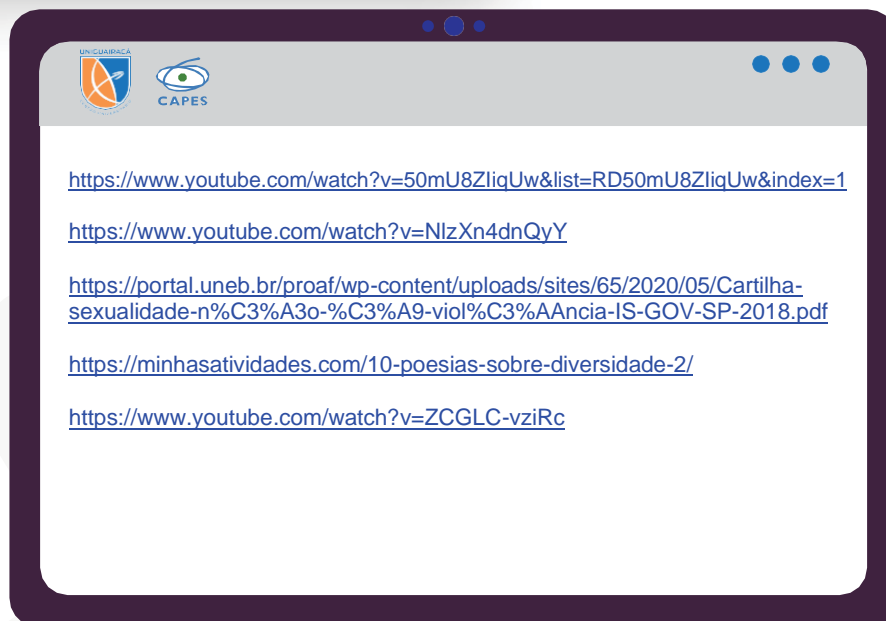 UNIGUAIRACÁ
CAPES
https://www.youtube.com/watch?v=50mU8ZIiqUw&list=RD50mU8ZIiqUw&index=1
https://www.youtube.com/watch?v=NlzXn4dnQyY
https://portal.uneb.br/proaf/wp-content/uploads/sites/65/2020/05/Cartilha-
sexualidade-n%C3%A3o-%C3%A9-viol%C3%AAncia-IS-GOV-SP-2018.pdf
https://minhasatividades.com/10-poesias-sobre-diversidade-2/
https://www.youtube.com/watch?v=ZCGLC-vziRc